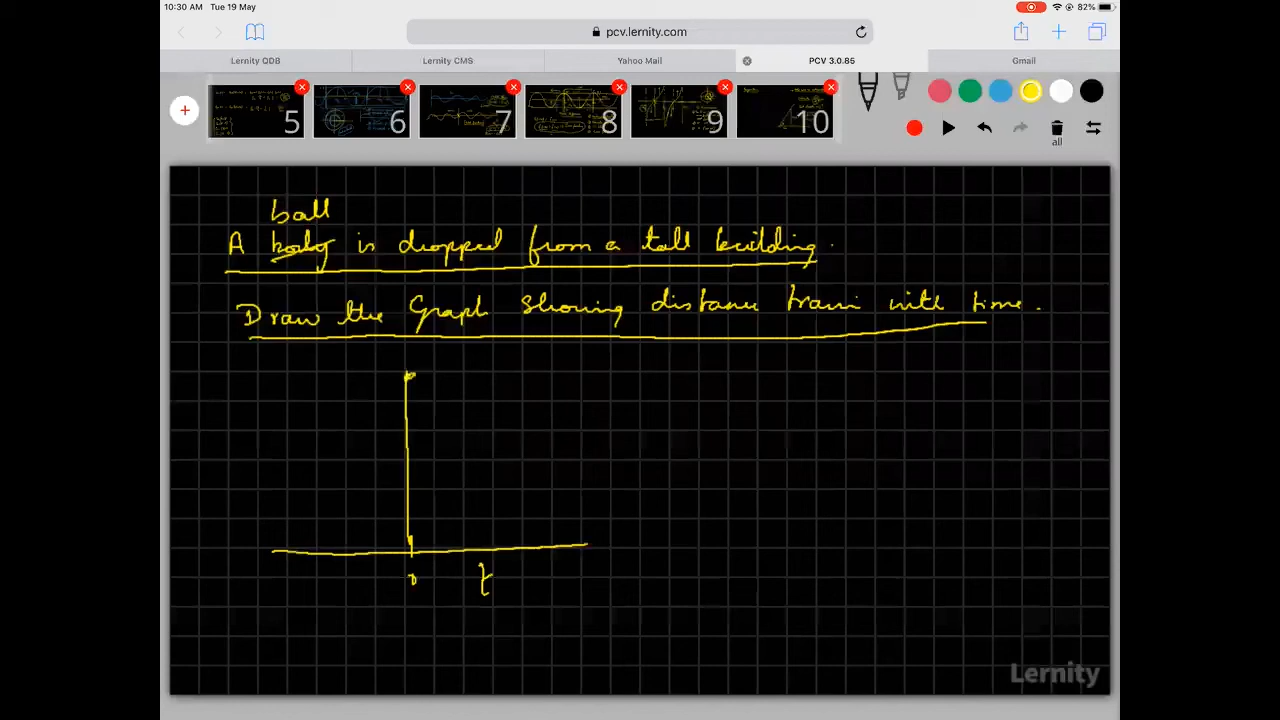 10:30 AM Tue 19 May
82%
pcv.lernity.com
Lernity QDB
Lernity CMS
Yahoo Mail
PCV 3.0.85
Gmail
5
6
7
8
9
10
all
ball
A body is dropped from a tall building.
Draw the Graph showing distance with time.
0 t
Lernity